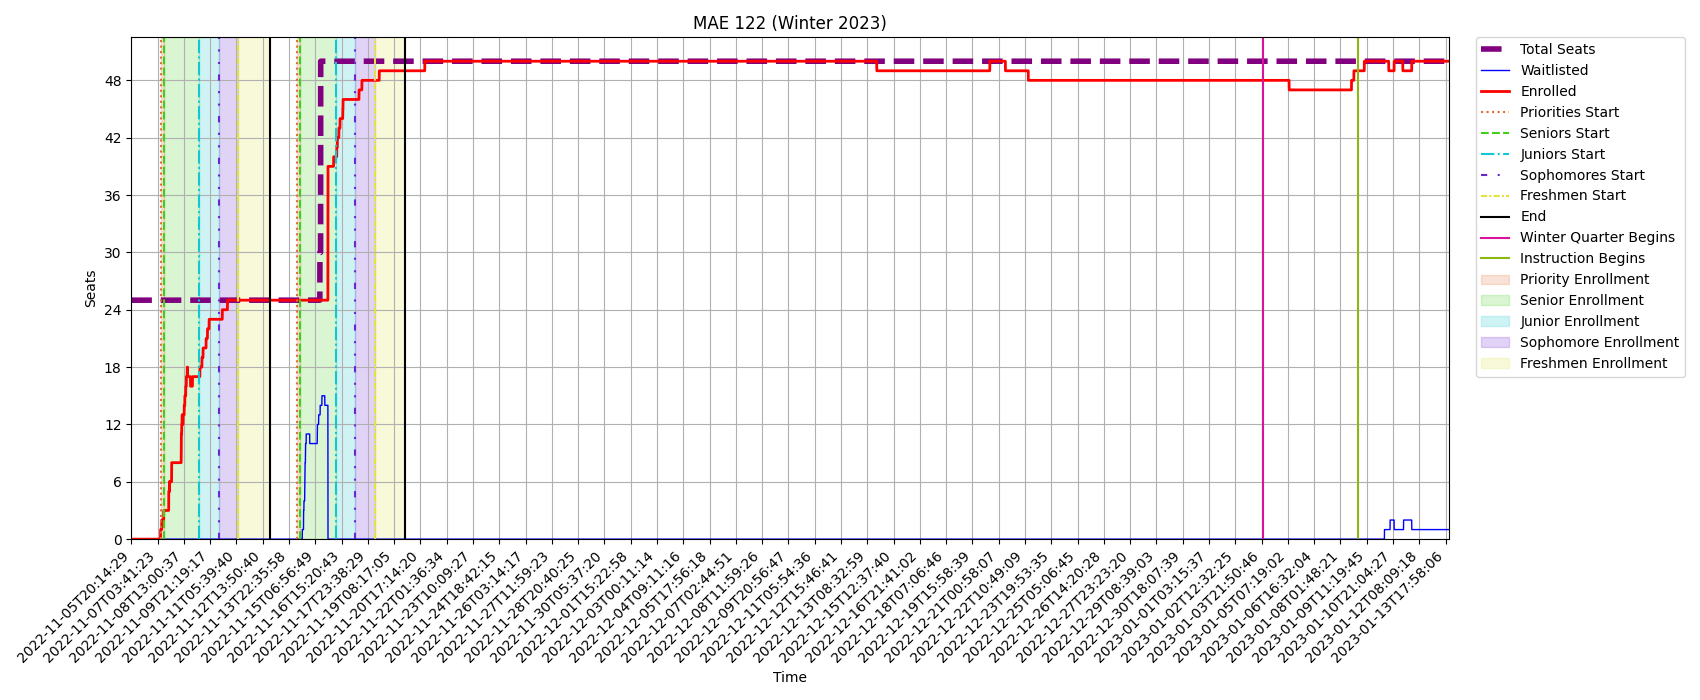 MAE 122 (Winter 2023)
Seats
48
42
36
30
24
18
12
6
0
2022-11-05T20:14:29
2022-11-07T03:41:23
2022-11-08T13:00:37
2022-11-09T21:19:17
2022-11-11T05:39:40
2022-11-12T13:50:40
2022-11-13T22:35:58
2022-11-15T06:56:49
2022-11-16T15:20:43
2022-11-17T23:38:29
2022-11-19T08:17:05
2022-11-20T17:14:20
2022-11-22T01:36:34
2022-11-23T10:09:27
2022-11-24T18:42:15
2022-11-26T03:14:17
2022-11-27T11:59:23
2022-11-28T20:40:25
2022-11-30T05:37:20
2022-12-01T15:22:58
2022-12-03T00:11:14
2022-12-04T09:11:16
2022-12-05T17:56:18
2022-12-07T02:44:51
2022-12-08T11:59:26
2022-12-09T20:56:47
2022-12-11T05:54:36
2022-12-12T15:46:41
2022-12-13T08:32:59
2022-12-15T12:37:40
2022-12-16T21:41:02
2022-12-18T07:06:46
2022-12-19T15:58:39
2022-12-21T00:58:07
2022-12-22T10:49:09
2022-12-23T19:53:35
2022-12-25T05:06:45
2022-12-26T14:20:28
2022-12-27T23:23:20
2022-12-29T08:39:03
2022-12-30T18:07:39
2023-01-01T03:15:37
2023-01-02T12:32:25
2023-01-03T21:50:46
2023-01-05T07:19:02
2023-01-06T16:32:04
2023-01-08T01:48:21
2023-01-09T11:19:45
2023-01-10T21:04:27
2023-01-12T08:09:18
2023-01-13T17:58:06
Time
Total Seats
Waitlisted
Enrolled
Priorities Start
Seniors Start
Juniors Start
Sophomores Start
Freshmen Start
End
Winter Quarter Begins
Instruction Begins
Priority Enrollment
Senior Enrollment
Junior Enrollment
Sophomore Enrollment
Freshmen Enrollment